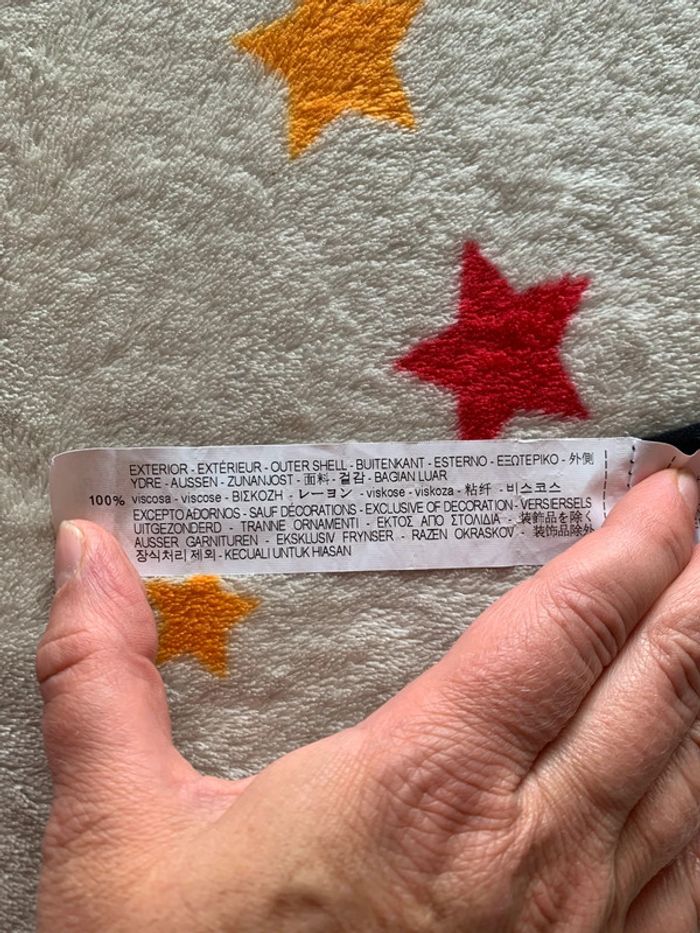 EXTERIOR - EXTÉRIEUR - OUTER SHELL - BUITENKANT - ESTERNO - ΕΞΩΤΕΡΙΚΟ - 外側
YDRE - AUSSEN - ZUNANJOST - 面料 - 겉감 - BAGIAN LUAR
100% viscosa - viscose - ΒΙΣΚΟΖΗ - レーヨン - viskose - viskoza - 粘纤 - 비스코스
EXCEPTO ADORNOS - SAUF DÉCORATIONS - EXCLUSIVE OF DECORATION - VERSIERSELS
UITGEZONDERD - TRANNE ORNAMENTI - ΕΚΤΟΣ ΑΠΟ ΣΤΟΛΙΔΙΑ - 装飾品を除く
AUSSER GARNITUREN - EKSKLUSIV FRYNSER - RAZEN OKRASKOV - 装饰品除外
장식처리 제외 - KECUALI UNTUK HIASAN